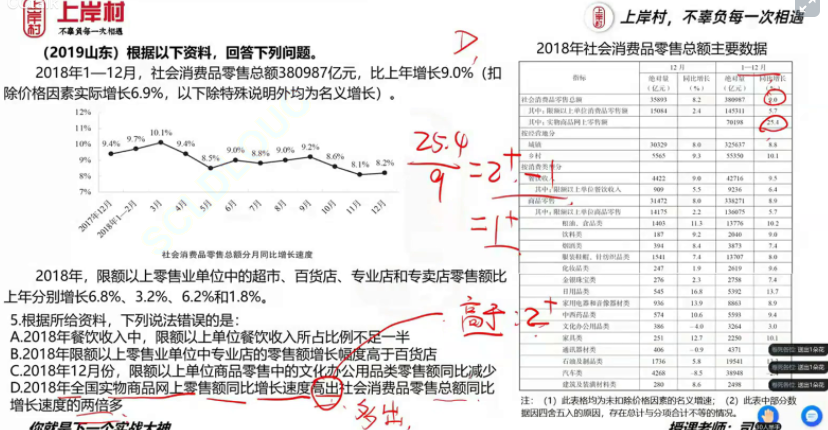 上岸村
不辜负每一次相遇
上岸村，不辜负每一次相遇
（2019山东）根据以下资料，回答下列问题。
2018年1—12月，社会消费品零售总额380987亿元，比上年增长9.0%（扣
除价格因素实际增长6.9%，以下除特殊说明外均为名义增长）。
12%
11%
10%
9%
8%
7%
9.4% 9.7% 10.1% 9.4% 8.5% 9.0% 8.8% 9.0% 9.2% 8.6% 8.1% 8.2%
2017年12月 2018年1—2月 3月 4月 5月 6月 7月 8月 9月 10月 11月 12月
社会消费品零售总额分月同比增长速度
2018年，限额以上零售业单位中的超市、百货店、专业店和专卖店零售额比
上年分别增长6.8%、3.2%、6.2%和1.8%。
5.根据所给资料，下列说法错误的是：
A.2018年餐饮收入中，限额以上单位餐饮收入所占比例不足一半
B.2018年限额以上零售业单位中专业店的零售额增长幅度高于百货店
C.2018年12月份，限额以上单位商品零售中的文化办公用品类零售额同比减少
D.2018年全国实物商品网上零售额同比增长速度高出社会消费品零售总额同比
增长速度的两倍多
D,
25.4
9
=2⁺-1
=1⁺
高于:2⁺
多出,
2018年社会消费品零售总额主要数据
指标 12月 1—12月
绝对量（亿元） 同比增长（%） 绝对量（亿元） 同比增长（%）
社会消费品零售总额 35893 8.2 380987 9.0
其中:限额以上单位消费品零售额 15084 2.4 145311 5.7
其中:实物商品网上零售额 70198 25.4
按经营地分
城镇 30329 8.0 325637 8.8
乡村 5565 9.3 55350 10.1
按消费类型分
餐饮收入 4422 9.0 42716 9.5
其中:限额以上单位餐饮收入 909 5.5 9236 6.4
商品零售 31472 8.0 338271 8.9
其中:限额以上单位商品零售 14175 2.2 136075 5.7
粮油、食品类 1403 11.3 13776 10.2
饮料类 187 9.2 2040 9.0
烟酒类 394 8.4 3873 7.4
服装鞋帽、针纺织品类 1541 7.4 13707 8.0
化妆品类 247 1.9 2619 9.6
金银珠宝类 276 2.3 2758 7.4
日用品类 545 16.8 5392 13.7
家用电器和音像器材类 936 13.9 8863 8.9
中西药品类 574 10.6 5593 9.4
文化办公用品类 386 -4.0 3264 3.0
家具类 251 12.7 2250 10.1
通讯器材类 406 -0.9 4371
石油及制品类 1736 5.8 19541
汽车类 4268 -8.5 38948
建筑及装潢材料类 280 8.6 2498
注：（1）此表格均为未扣除价格因素的名义增速；（2）此表中部分数
据因四舍五入的原因，存在总计与分项合计不等的情况。
你就是下一个实战大神
授课老师：司